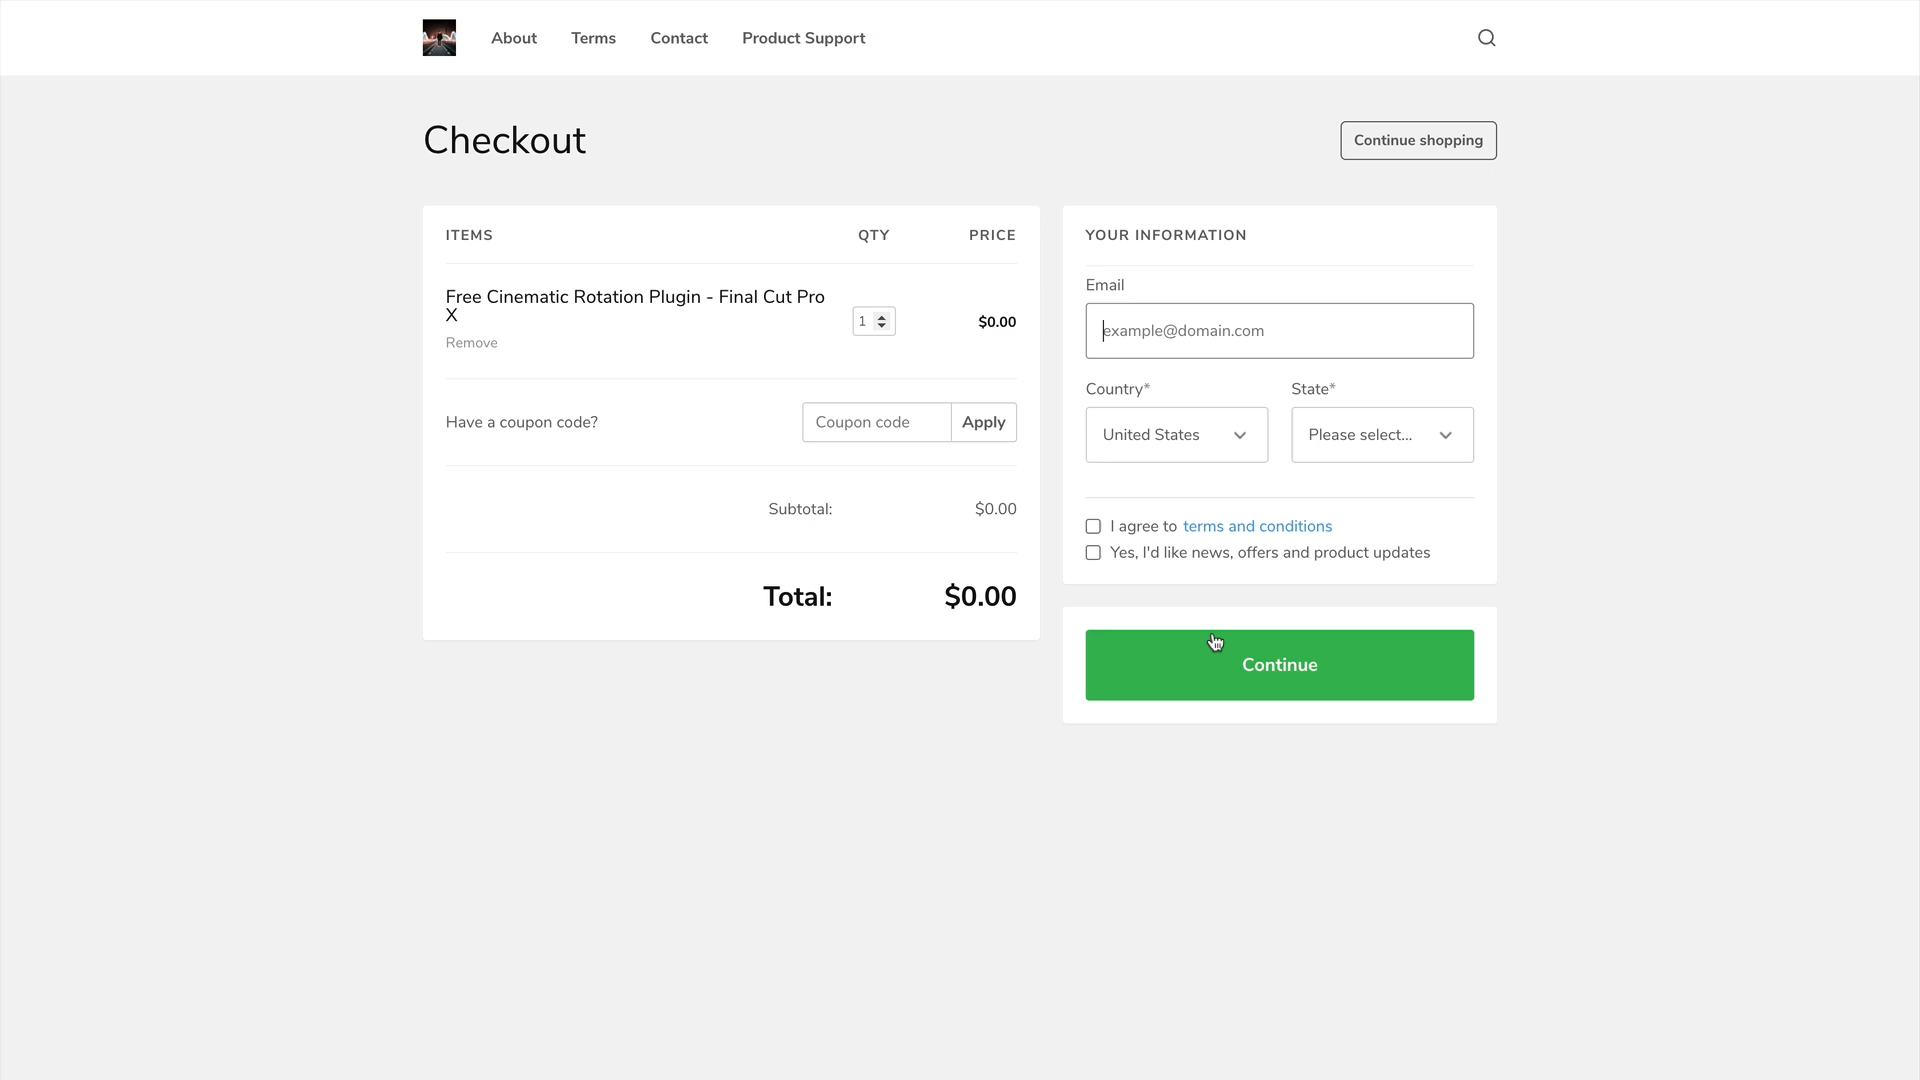 About Terms Contact Product Support
Checkout
Continue shopping
ITEMS QTY PRICE
Free Cinematic Rotation Plugin - Final Cut Pro
X
Remove
1
$0.00
Have a coupon code?
Coupon code
Apply
Subtotal: $0.00
Total: $0.00
YOUR INFORMATION
Email
example@domain.com
Country* State*
United States Please select...
I agree to terms and conditions
Yes, I'd like news, offers and product updates
Continue